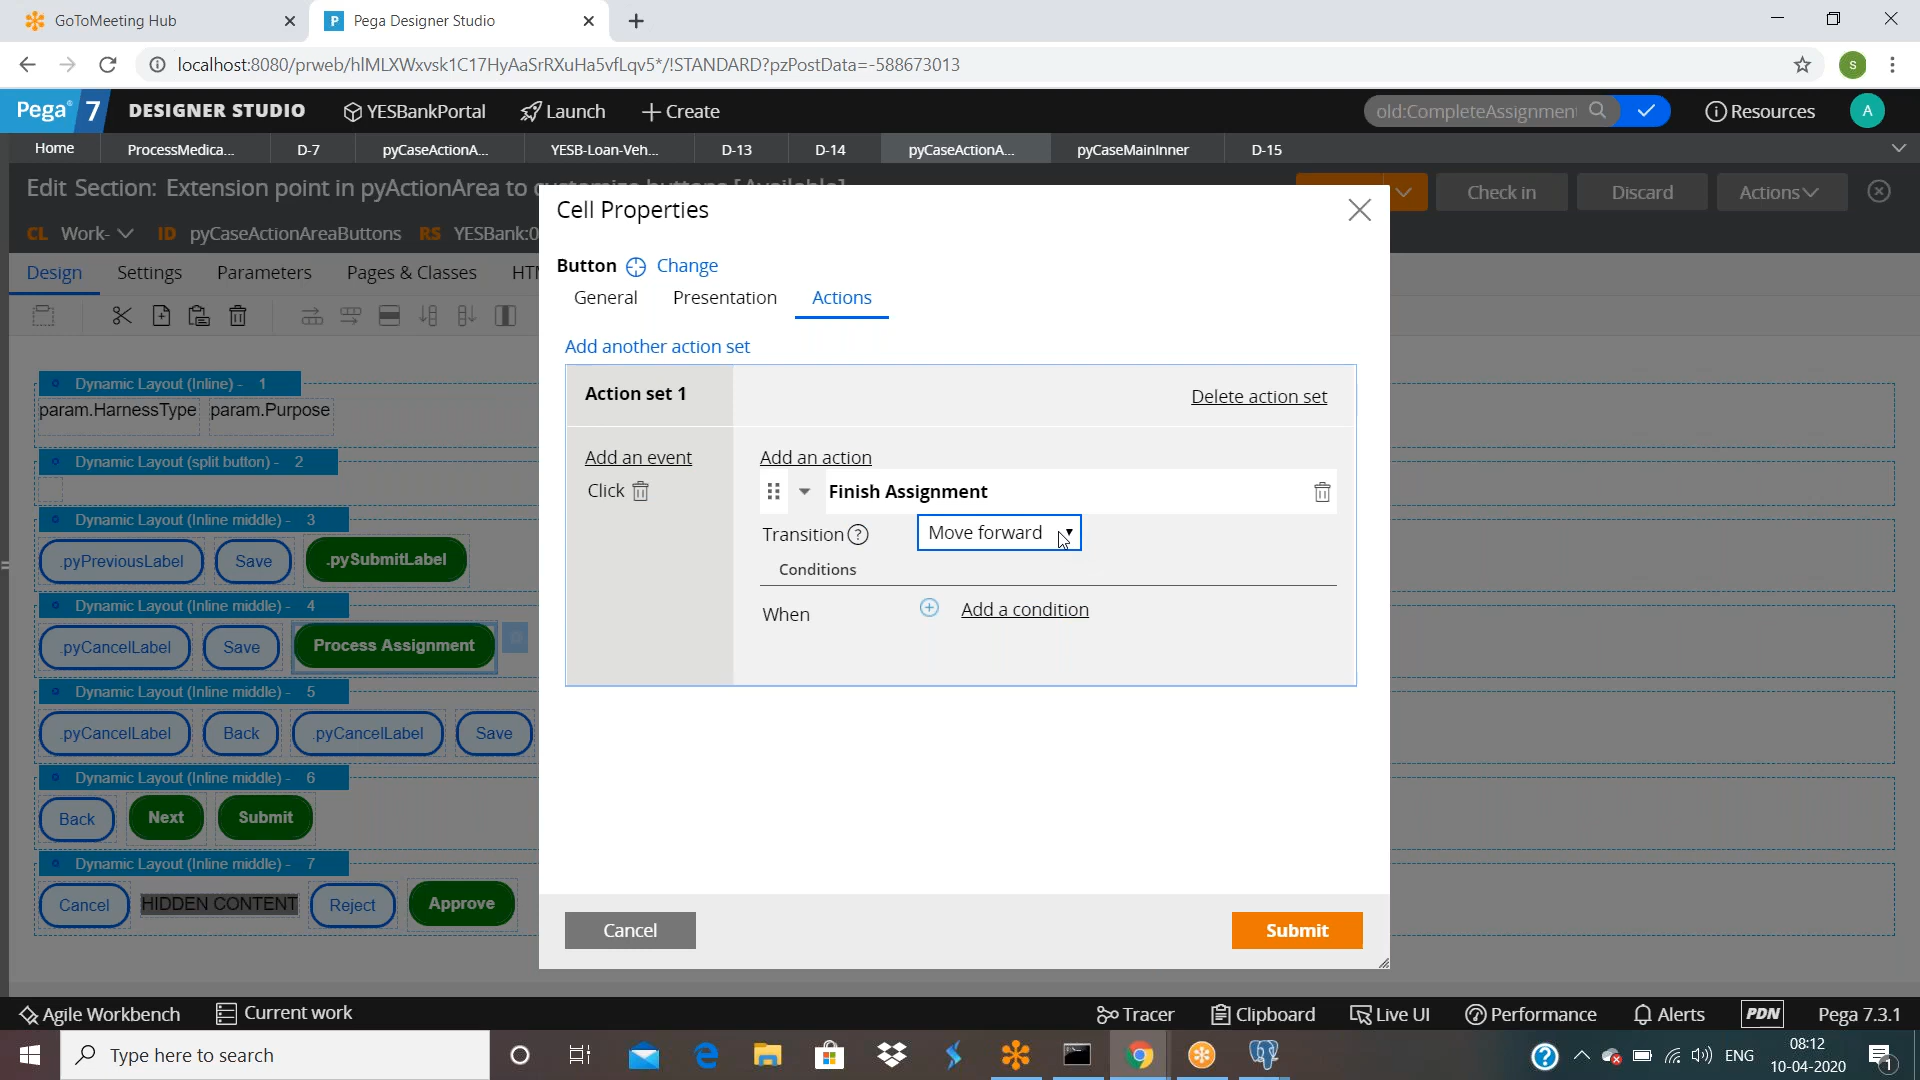 GoToMeeting Hub
P Pega Designer Studio
localhost:8080/prweb/hIMLXWxvsk1C17HyAaSrRXuHa5vfLqv5*/!STANDARD?pzPostData=-588673013
s
Pega 7 DESIGNER STUDIO YESBankPortal Launch Create old:CompleteAssignment Resources A
Home ProcessMedica... D-7 pyCaseActionA... YESB-Loan-Veh... D-13 D-14 pyCaseActionA... pyCaseMainInner D-15
Edit Section: Extension point in pyActionArea to customize buttons [Available]
Check in Discard Actions
CL Work- ID pyCaseActionAreaButtons RS YESBank:0
Design Settings Parameters Pages & Classes HT
Cell Properties
Button Change
General Presentation Actions
Add another action set
Action set 1 Delete action set
Add an event Add an action
Click Finish Assignment
Transition ? Move forward
Conditions
When Add a condition
Cancel Submit
Dynamic Layout (Inline) - 1
param.HarnessType param.Purpose
Dynamic Layout (split button) - 2
Dynamic Layout (Inline middle) - 3
.pyPreviousLabel Save .pySubmitLabel
Dynamic Layout (Inline middle) - 4
.pyCancelLabel Save Process Assignment
Dynamic Layout (Inline middle) - 5
.pyCancelLabel Back .pyCancelLabel Save
Dynamic Layout (Inline middle) - 6
Back Next Submit
Dynamic Layout (Inline middle) - 7
Cancel HIDDEN CONTENT Reject Approve
Agile Workbench Current work Tracer Clipboard Live UI Performance Alerts PDN Pega 7.3.1
Type here to search
ENG
08:12
10-04-2020
1